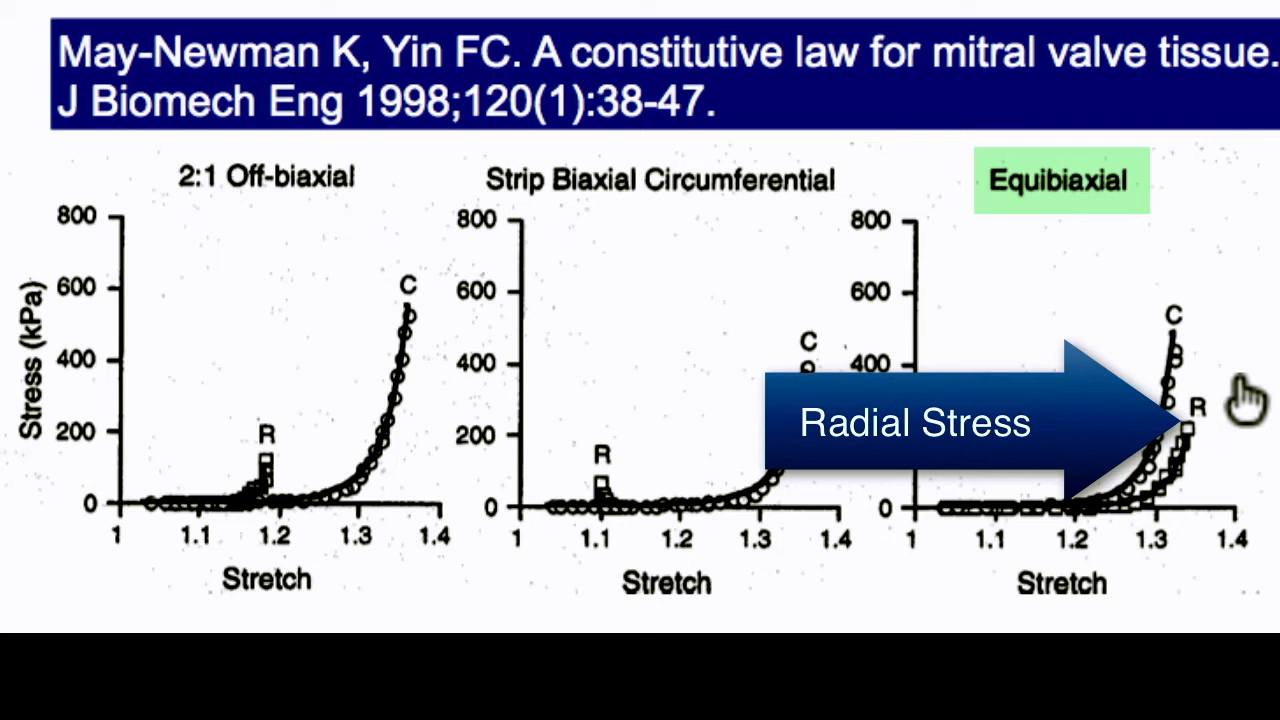 May-Newman K, Yin FC. A constitutive law for mitral valve tissue.
J Biomech Eng 1998;120(1):38-47.
2:1 Off-biaxial
Strip Biaxial Circumferential
Equibiaxial
Stress (kPa)
800
600
400
200
0
C
R
1 1.1 1.2 1.3 1.4
Stretch
800
600
400
200
0
C
R
1 1.1 1.2 1.3 1.4
Stretch
800
600
400
0
C
R
Radial Stress
1 1.1 1.2 1.3 1.4
Stretch